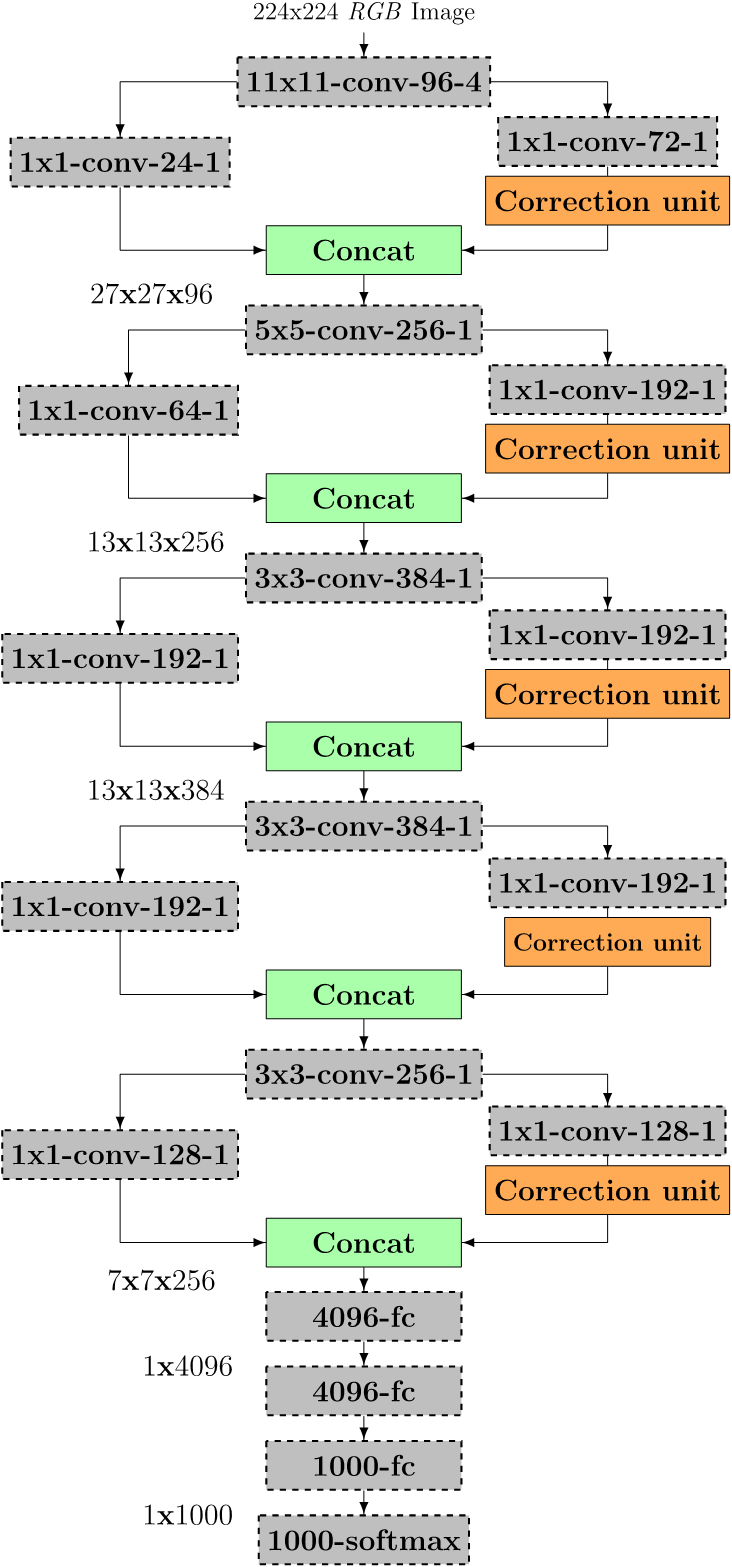 224x224 RGB Image
11x11-conv-96-4
1x1-conv-72-1
1x1-conv-24-1
Correction unit
Concat
27x27x96
5x5-conv-256-1
1x1-conv-192-1
1x1-conv-64-1
Correction unit
Concat
13x13x256
3x3-conv-384-1
1x1-conv-192-1
1x1-conv-192-1
Correction unit
Concat
13x13x384
3x3-conv-384-1
1x1-conv-192-1
1x1-conv-192-1
Correction unit
Concat
3x3-conv-256-1
1x1-conv-128-1
1x1-conv-128-1
Correction unit
Concat
7x7x256
4096-fc
1x4096
4096-fc
1000-fc
1x1000
1000-softmax